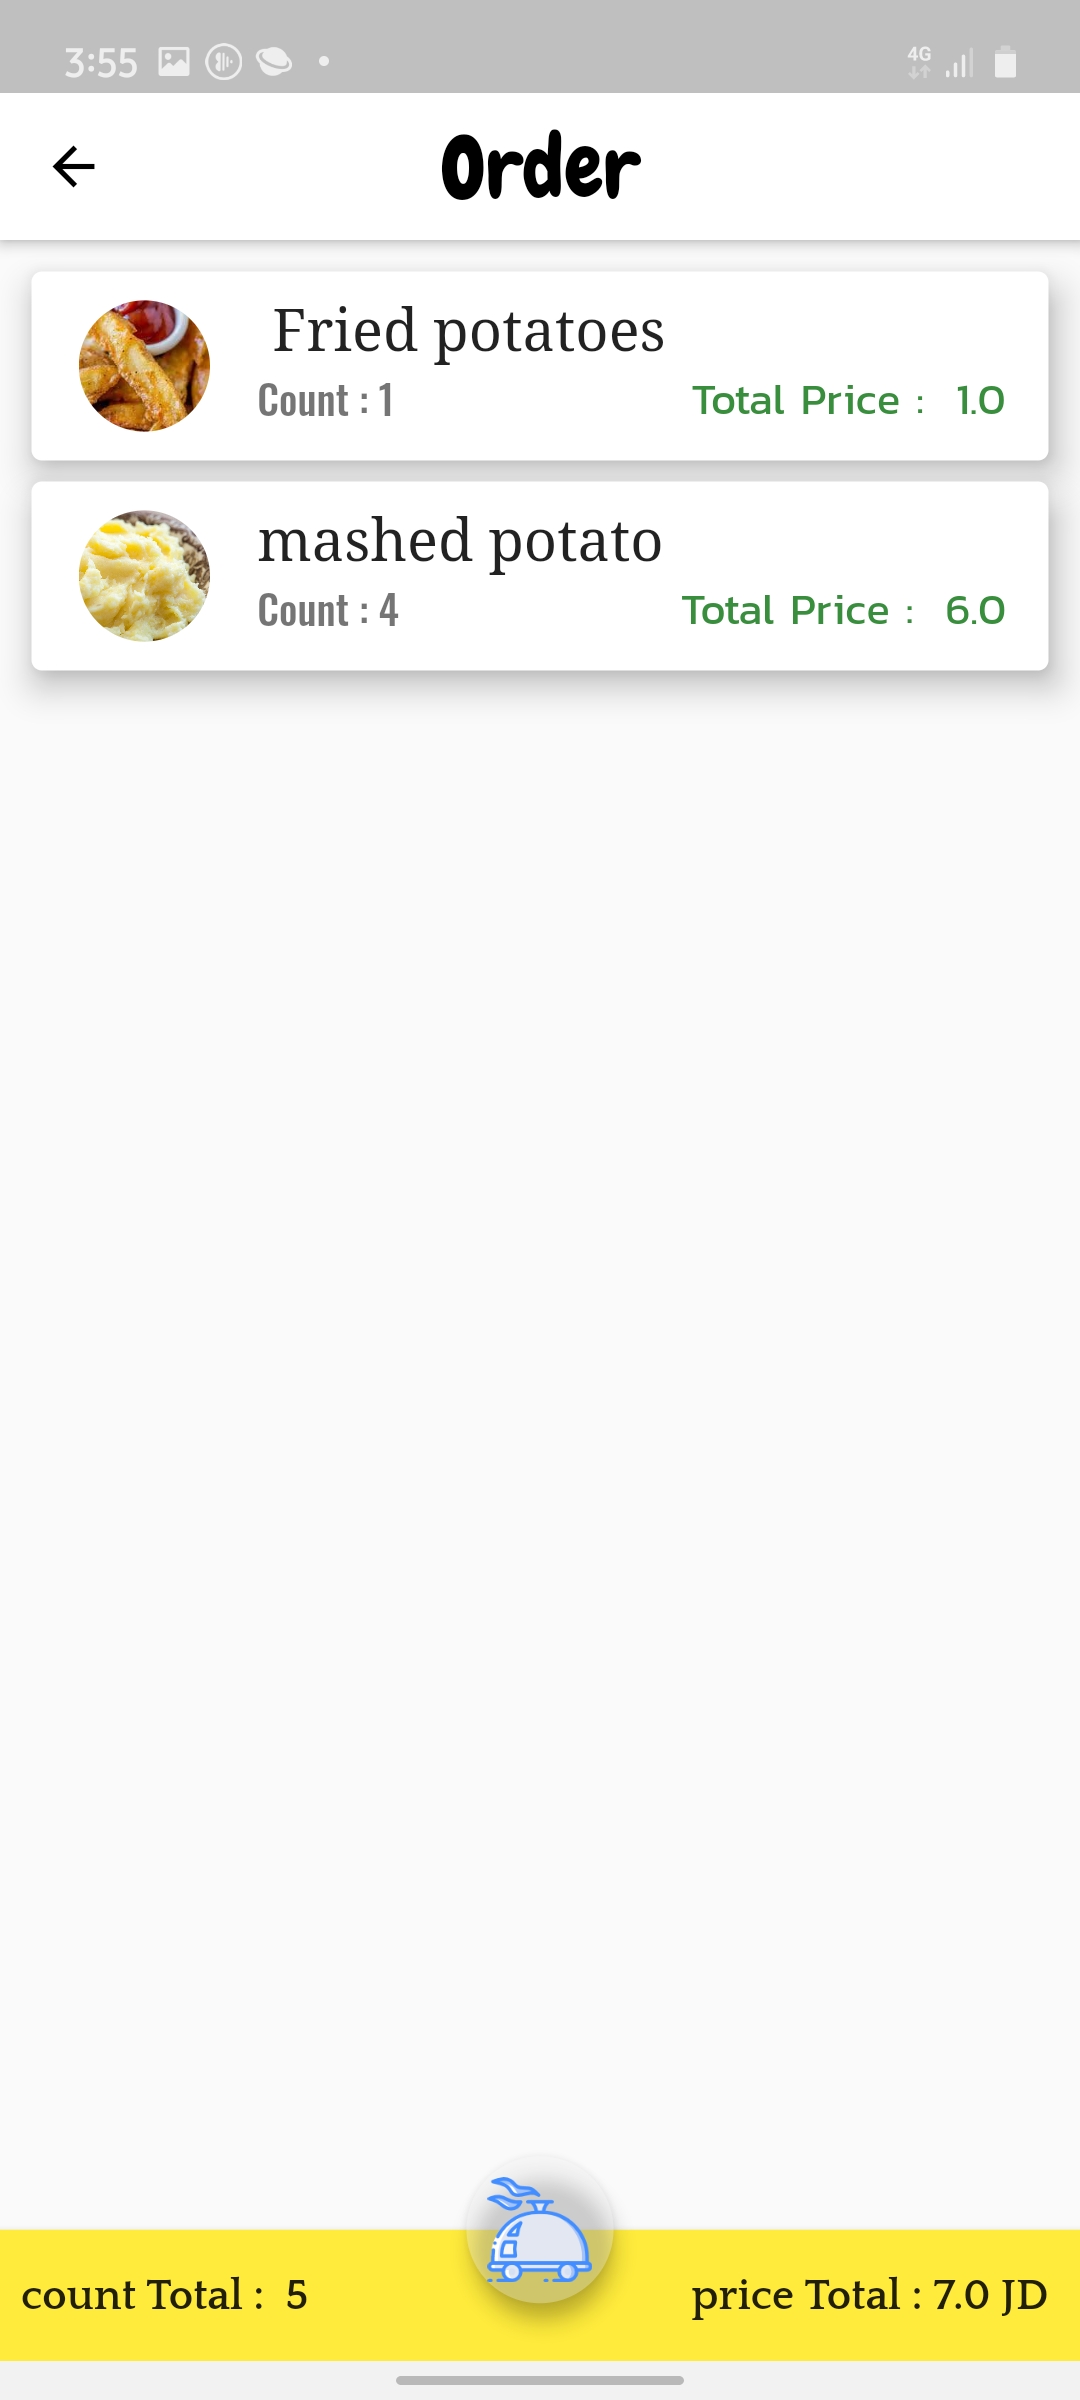 3:55 4G
Order
Fried potatoes
Count : 1 Total Price : 1.0
mashed potato
Count : 4 Total Price : 6.0
count Total : 5 price Total : 7.0 JD